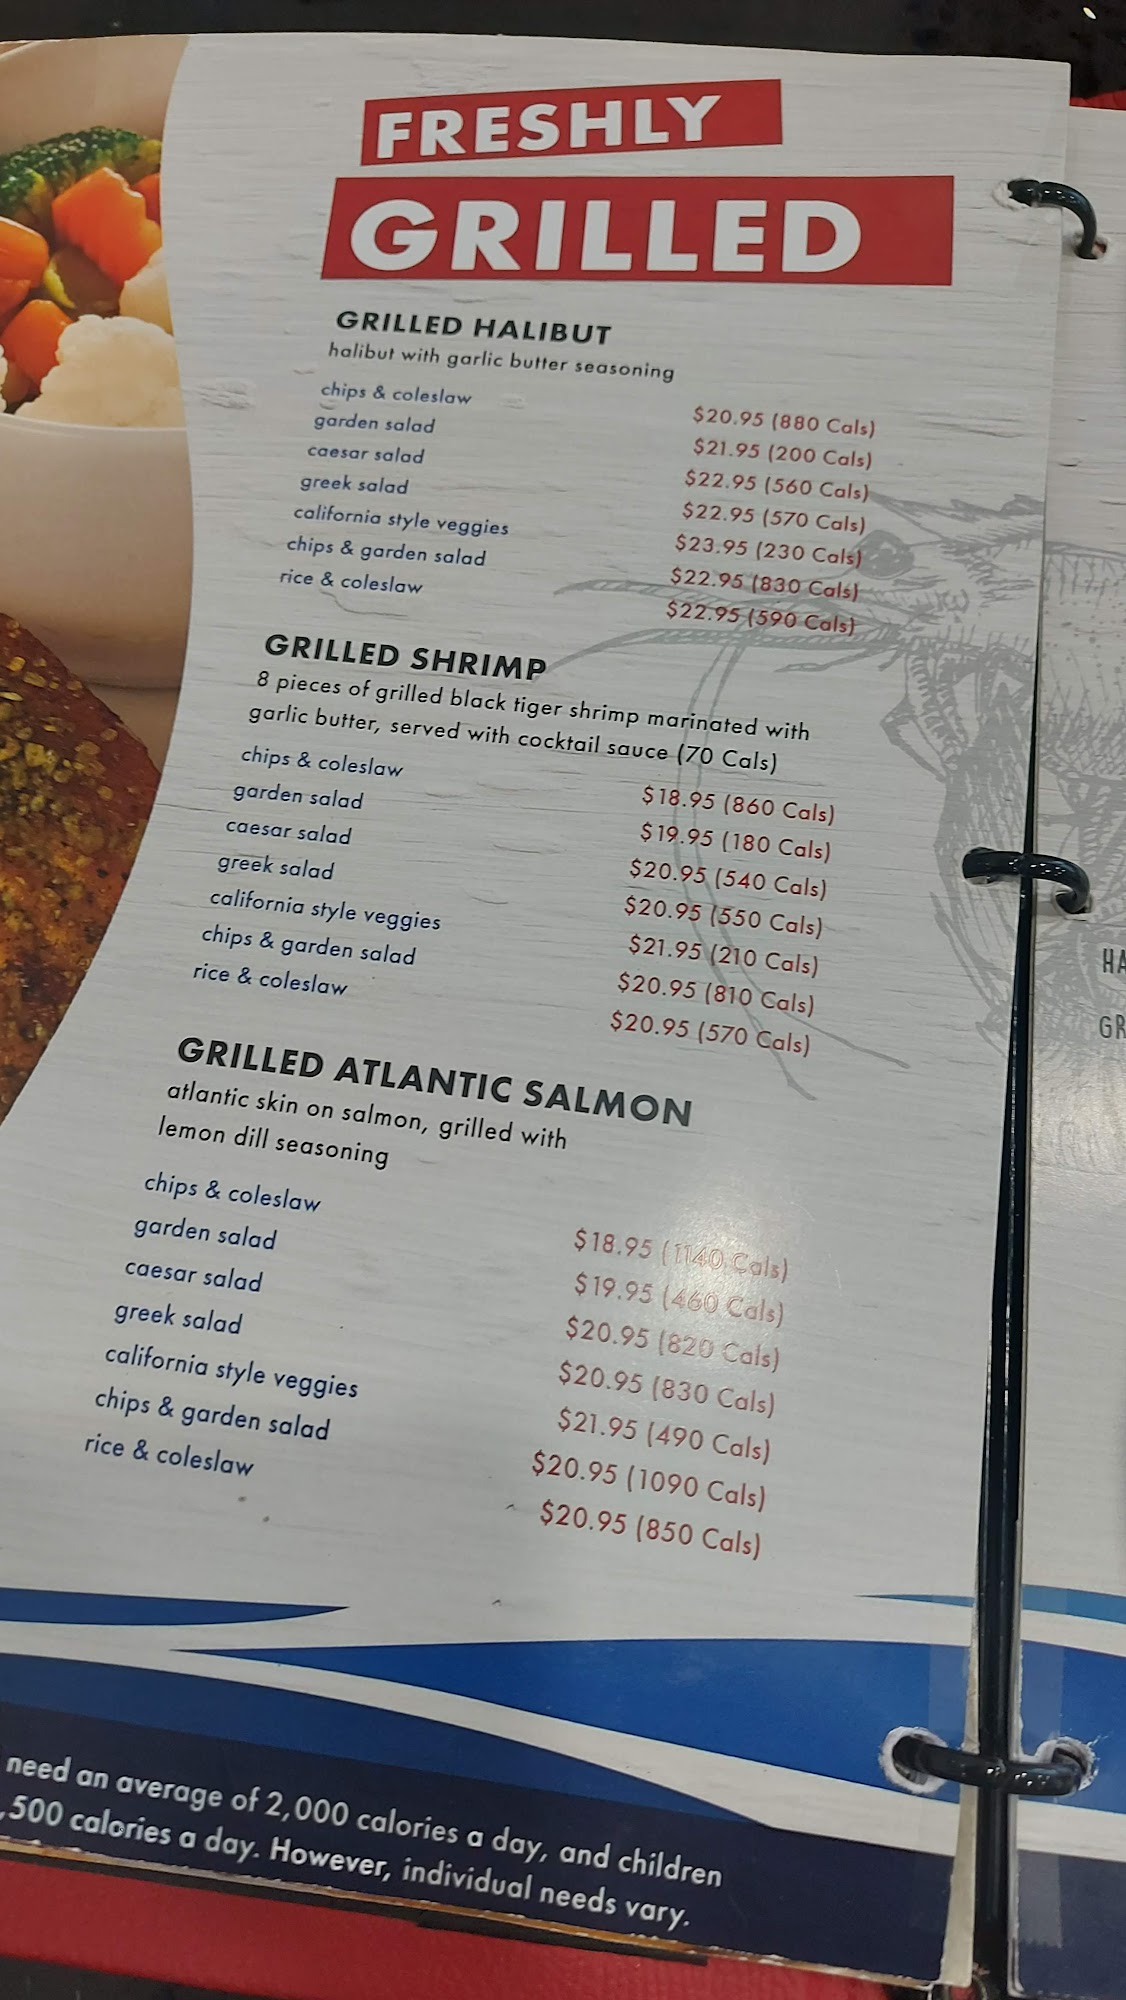 FRESHLY
GRILLED
GRILLED HALIBUT
halibut with garlic butter seasoning
chips & coleslaw $20.95 (880 Cals)
garden salad $21.95 (200 Cals)
caesar salad $22.95 (560 Cals)
greek salad $22.95 (570 Cals)
california style veggies $23.95 (230 Cals)
chips & garden salad $22.95 (830 Cals)
rice & coleslaw $22.95 (590 Cals)
GRILLED SHRIMP
8 pieces of grilled black tiger shrimp marinated with
garlic butter, served with cocktail sauce (70 Cals)
chips & coleslaw $18.95 (860 Cals)
garden salad $19.95 (180 Cals)
caesar salad $20.95 (540 Cals)
greek salad $20.95 (550 Cals)
california style veggies $21.95 (210 Cals)
chips & garden salad $20.95 (810 Cals)
rice & coleslaw $20.95 (570 Cals)
GRILLED ATLANTIC SALMON
atlantic skin on salmon, grilled with
lemon dill seasoning
chips & coleslaw $18.95 (1140 Cals)
garden salad $19.95 (460 Cals)
caesar salad $20.95 (820 Cals)
greek salad $20.95 (830 Cals)
california style veggies $21.95 (490 Cals)
chips & garden salad $20.95 (1090 Cals)
rice & coleslaw $20.95 (850 Cals)
need an average of 2,000 calories a day, and children
,500 calories a day. However, individual needs vary.
HA
GR